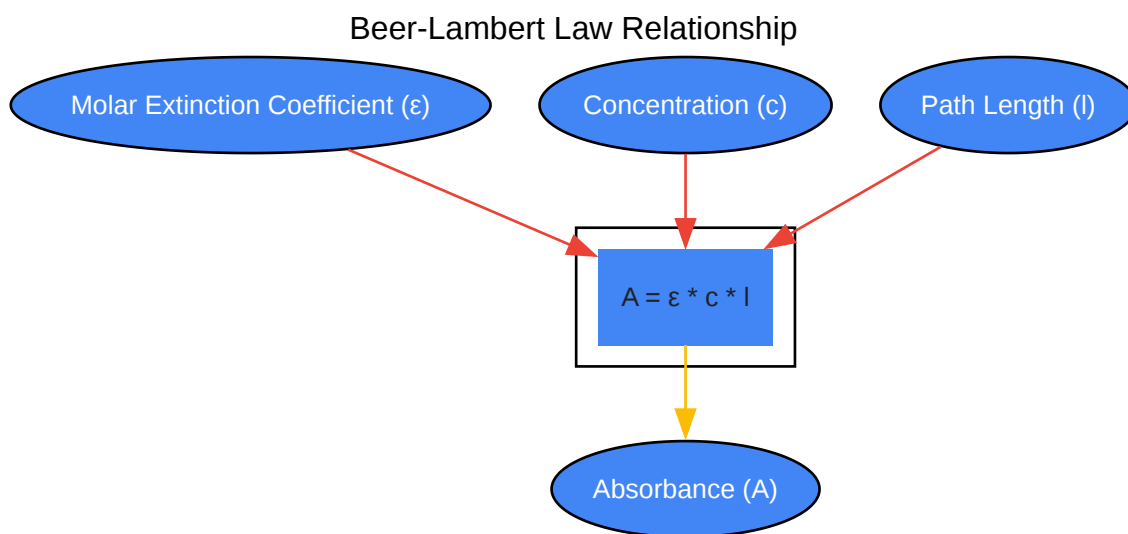 Beer-Lambert Law Relationship
Molar Extinction Coefficient (ε)
Concentration (c)
Path Length (l)
A = ε * c * l
Absorbance (A)